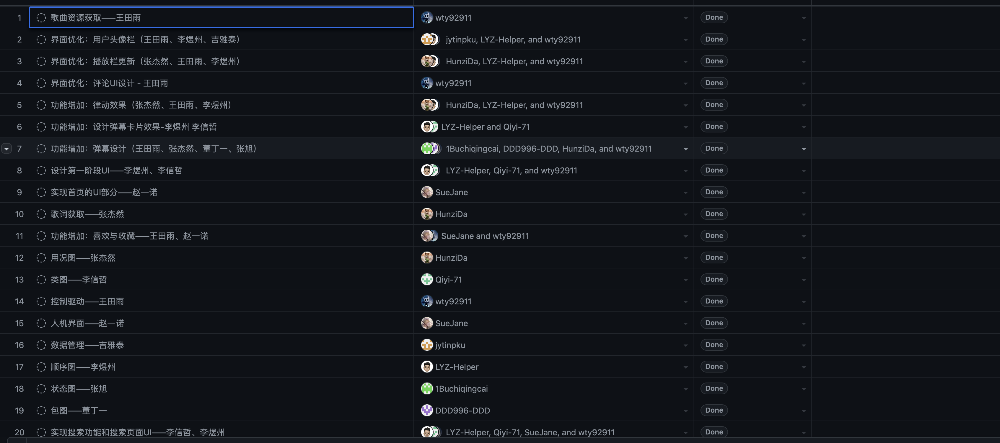 1 歌曲资源获取——王田雨 wty92911 Done
2 界面优化：用户头像栏（王田雨、李煜州、吉雅泰） jytinpku, LYZ-Helper, and wty92911 Done
3 界面优化：播放栏更新（张杰然、王田雨、李煜州） HunziDa, LYZ-Helper, and wty92911 Done
4 界面优化：评论UI设计 - 王田雨 wty92911 Done
5 功能增加：律动效果（张杰然、王田雨、李煜州） HunziDa, LYZ-Helper, and wty92911 Done
6 功能增加：设计弹幕卡片效果-李煜州 李信哲 LYZ-Helper and Qiyi-71 Done
7 功能增加：弹幕设计（王田雨、张杰然、董丁一、张旭） 1Buchiqingcai, DDD996-DDD, HunziDa, and wty92911 Done
8 设计第一阶段UI——李煜州、李信哲 LYZ-Helper, Qiyi-71, and wty92911 Done
9 实现首页的UI部分——赵一诺 SueJane Done
10 歌词获取——张杰然 HunziDa Done
11 功能增加：喜欢与收藏——王田雨、赵一诺 SueJane and wty92911 Done
12 用况图——张杰然 HunziDa Done
13 类图——李信哲 Qiyi-71 Done
14 控制驱动——王田雨 wty92911 Done
15 人机界面——赵一诺 SueJane Done
16 数据管理——吉雅泰 jytinpku Done
17 顺序图——李煜州 LYZ-Helper Done
18 状态图——张旭 1Buchiqingcai Done
19 包图——董丁一 DDD996-DDD Done
20 实现搜索功能和搜索页面UI——李信哲、李煜州 LYZ-Helper, Qiyi-71, SueJane, and wty92911 Done